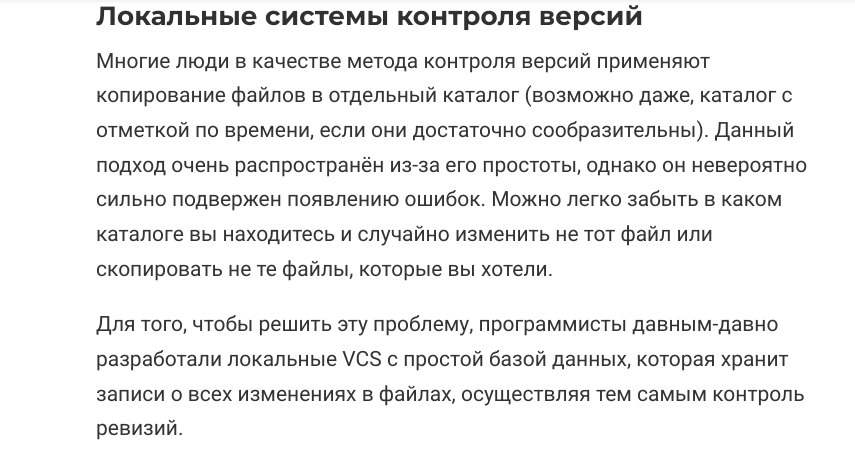 Локальные системы контроля версий
Многие люди в качестве метода контроля версий применяют
копирование файлов в отдельный каталог (возможно даже, каталог с
отметкой по времени, если они достаточно сообразительны). Данный
подход очень распространён из-за его простоты, однако он невероятно
сильно подвержен появлению ошибок. Можно легко забыть в каком
каталоге вы находитесь и случайно изменить не тот файл или
скопировать не те файлы, которые вы хотели.
Для того, чтобы решить эту проблему, программисты давным-давно
разработали локальные VCS с простой базой данных, которая хранит
записи о всех изменениях в файлах, осуществляя тем самым контроль
ревизий.